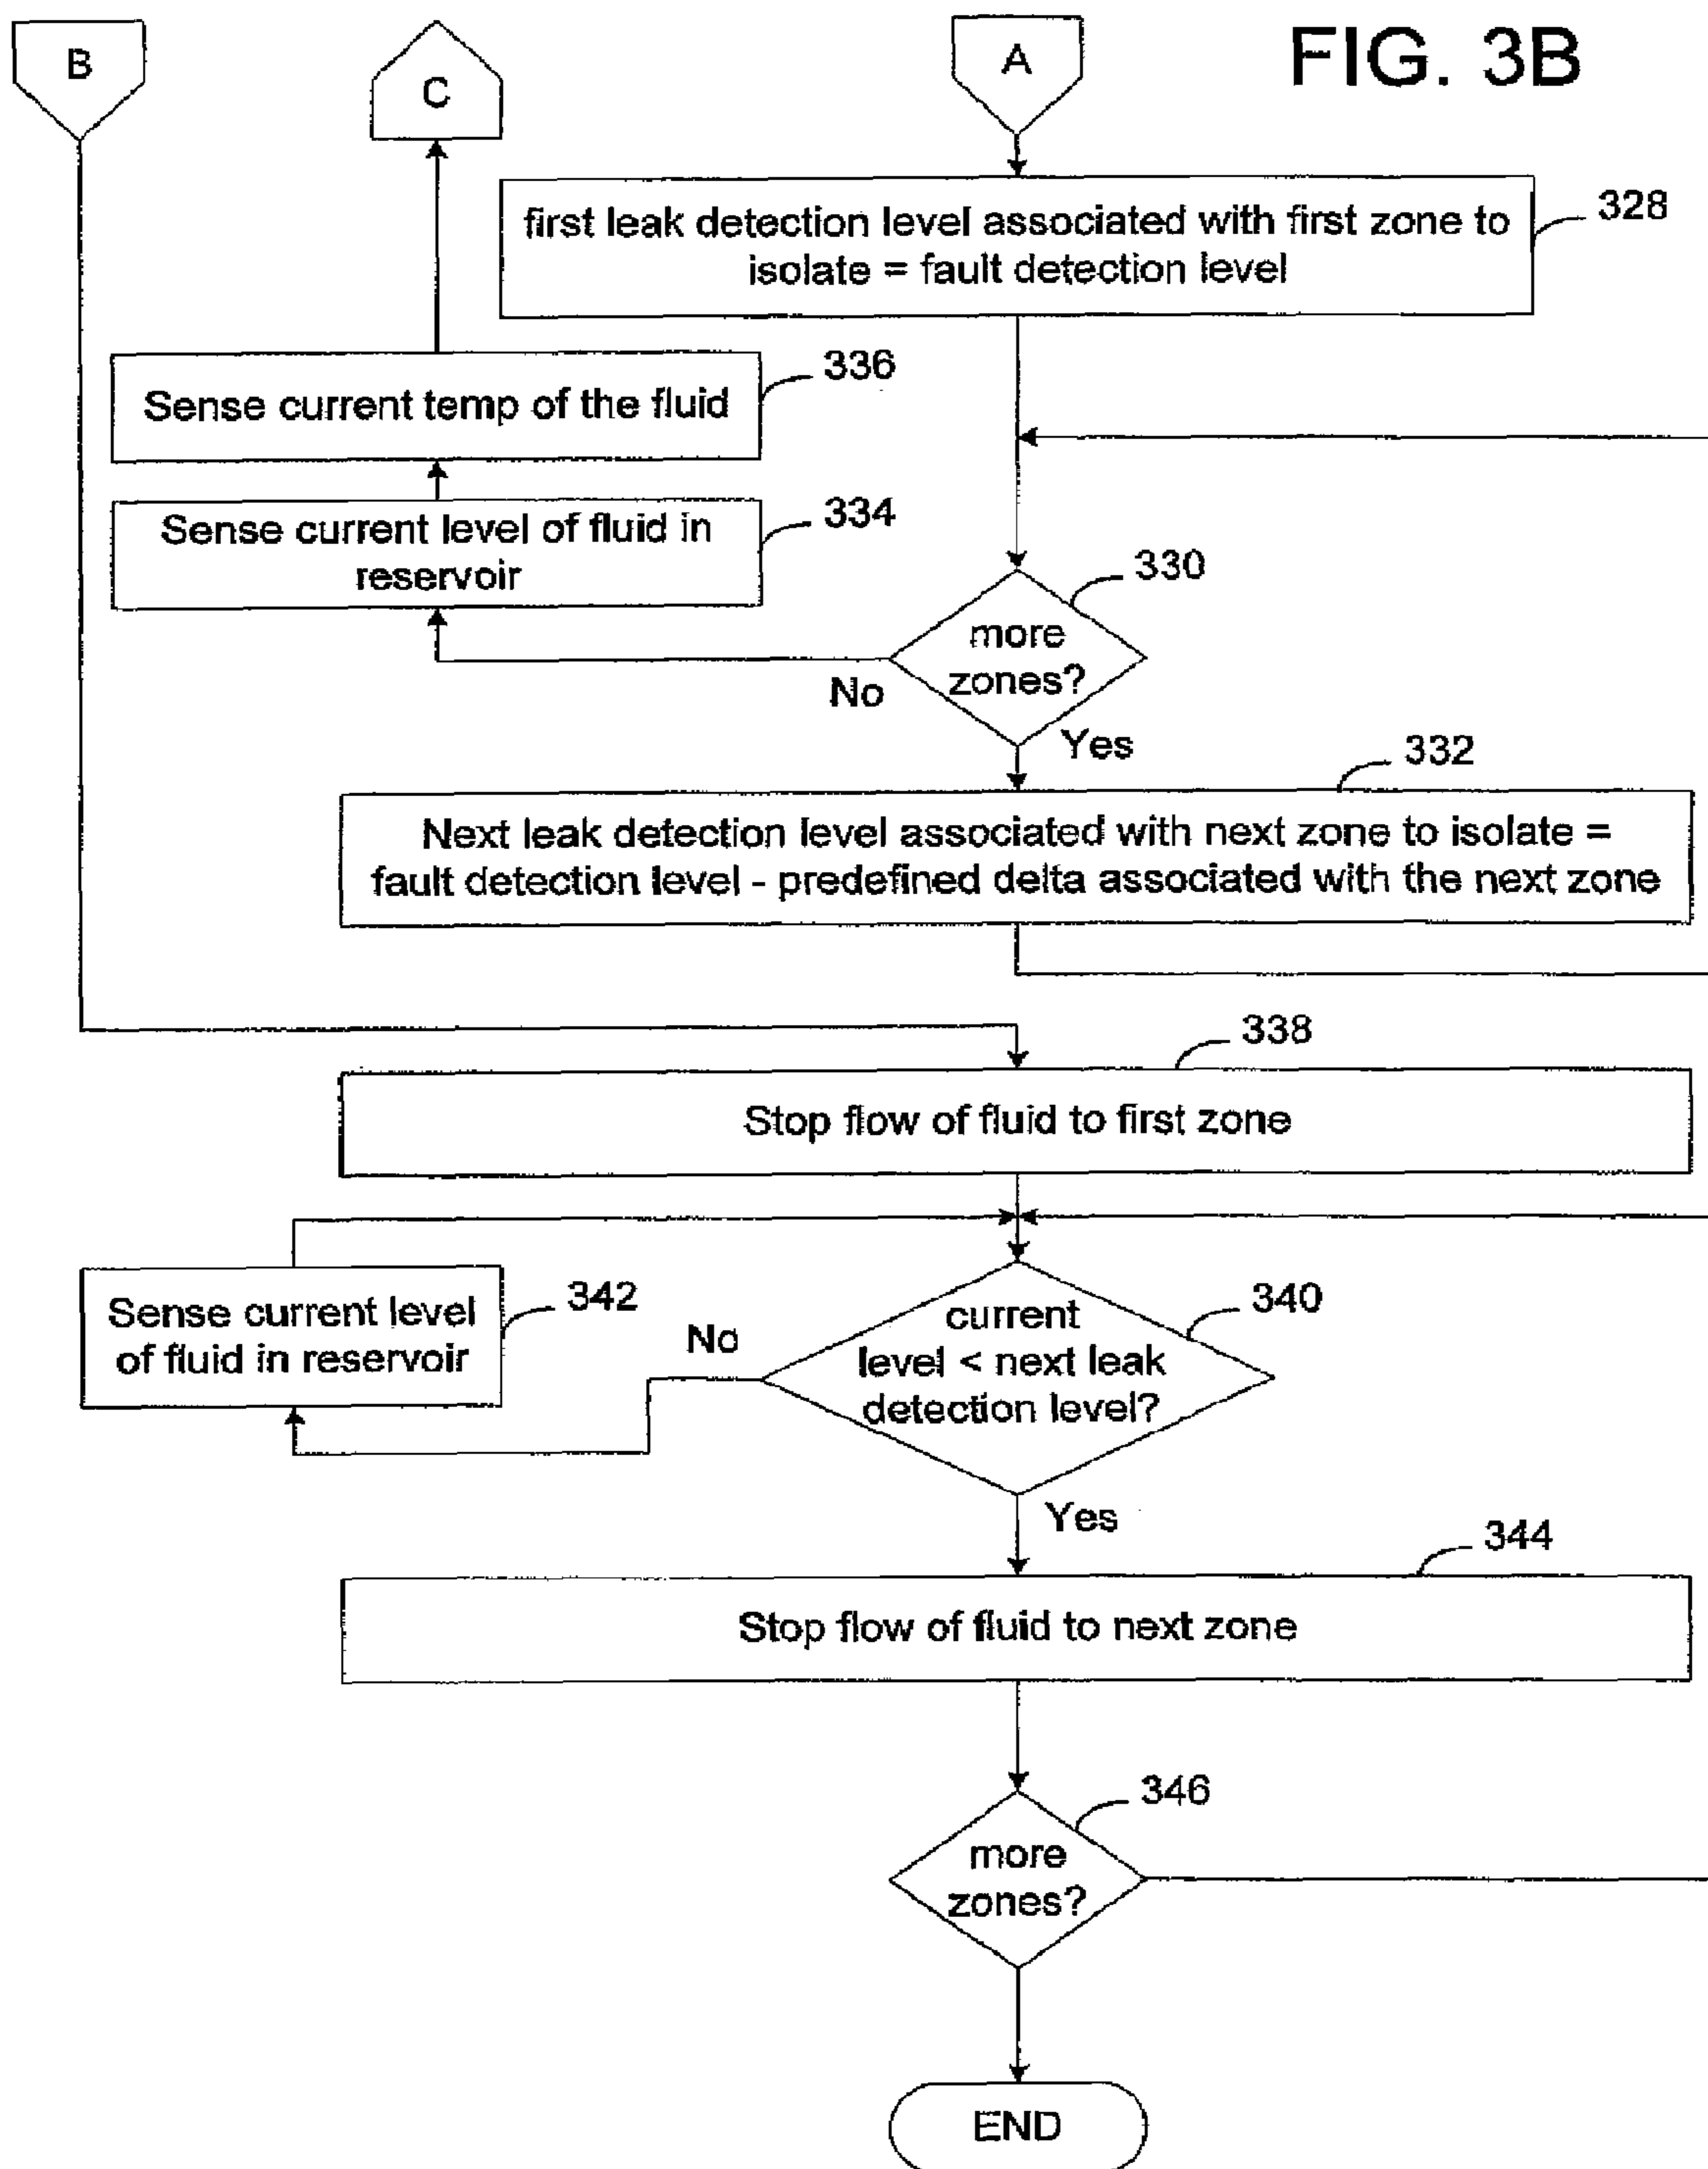 FIG. 3B
B
C
A
first leak detection level associated with first zone to
isolate = fault detection level
328
336
Sense current temp of the fluid
334
Sense current level of fluid in
reservoir
330
more
zones?
No
Yes
332
Next leak detection level associated with next zone to isolate =
fault detection level - predefined delta associated with the next zone
338
Stop flow of fluid to first zone
342
Sense current level
of fluid in reservoir
No
340
current
level < next leak
detection level?
Yes
344
Stop flow of fluid to next zone
346
more
zones?
END